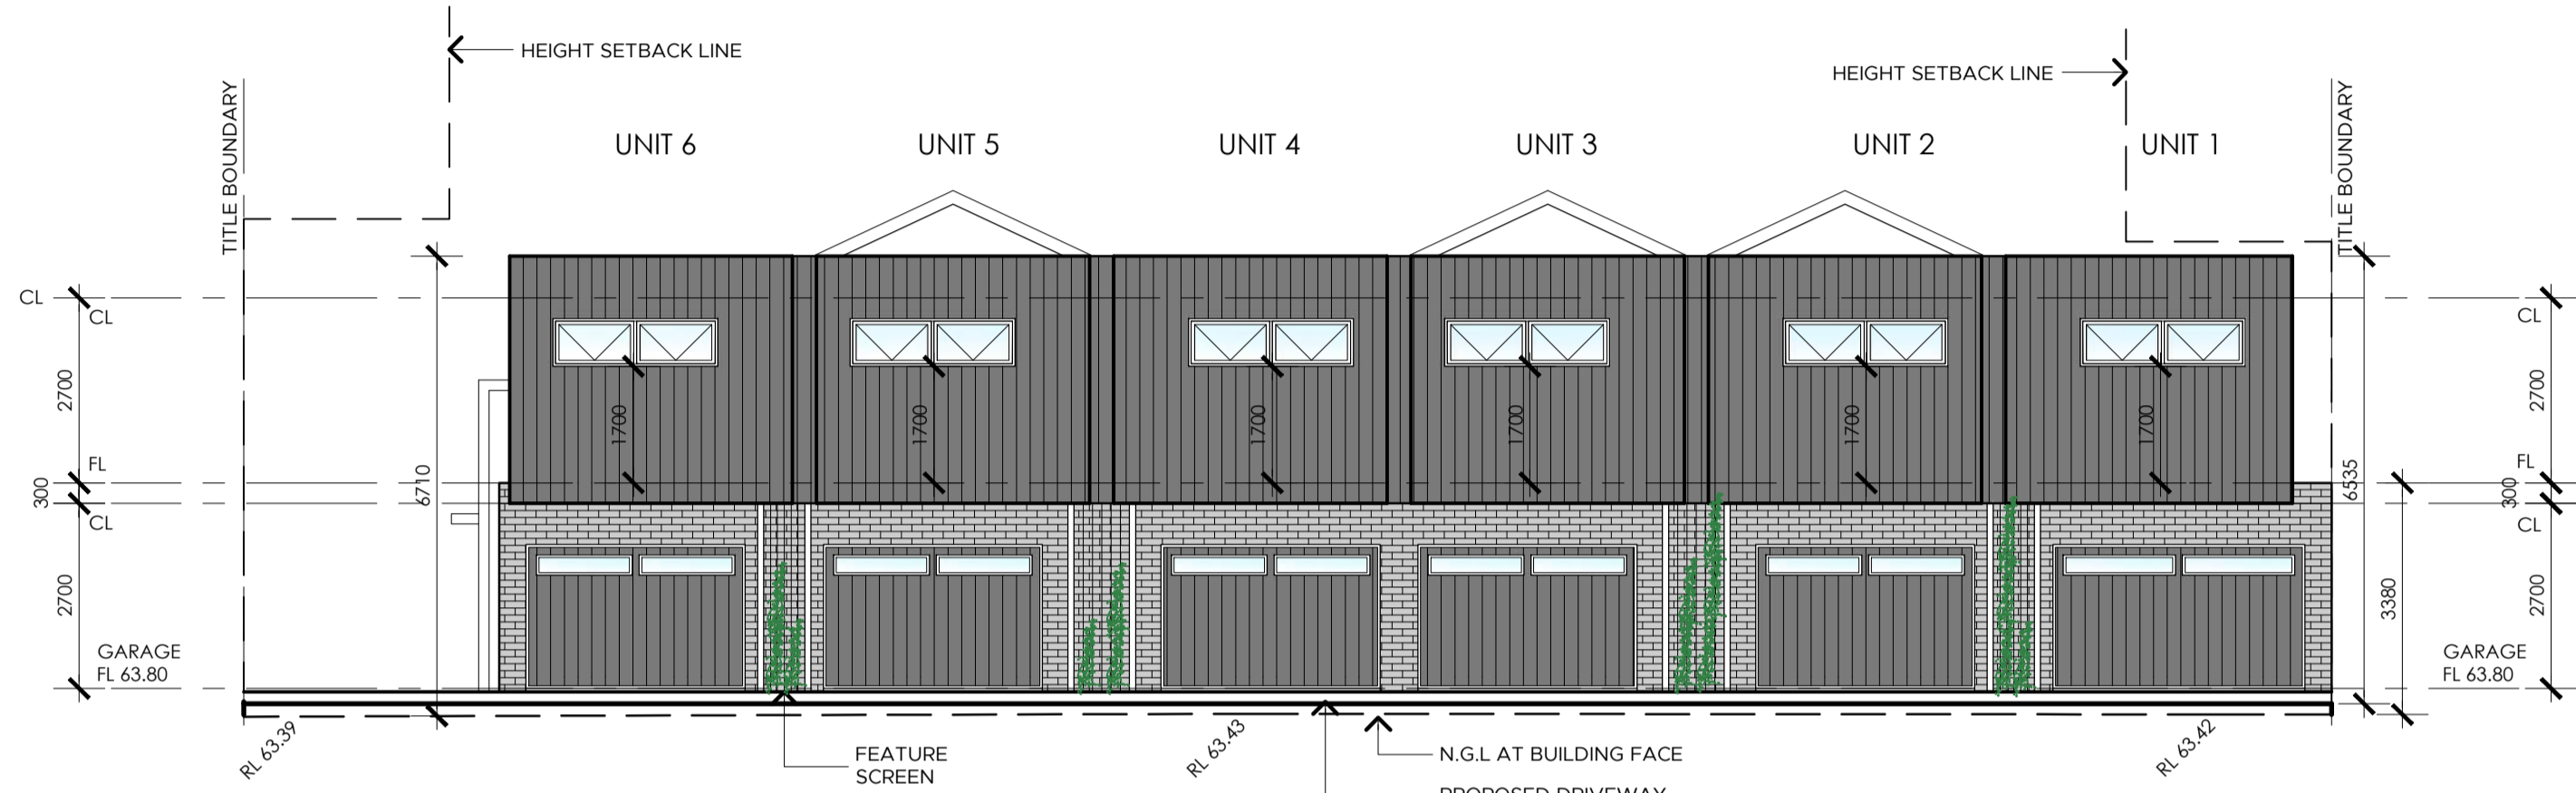 HEIGHT SETBACK LINE
HEIGHT SETBACK LINE
TITLE BOUNDARY
TITLE BOUNDARY
UNIT 6
UNIT 5
UNIT 4
UNIT 3
UNIT 2
UNIT 1
CL
CL
CL
2700
2700
1700
1700
1700
1700
1700
1700
FL
FL
6710
6535
300
300
CL
CL
2700
3380
2700
GARAGE
FL 63.80
GARAGE
FL 63.80
RL 63.39
RL 63.43
RL 63.42
FEATURE
SCREEN
N.G.L AT BUILDING FACE
PROPOSED DRIVEWAY